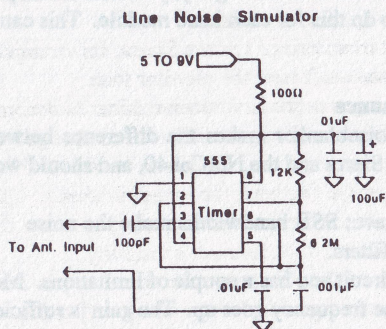 Line Noise Simulator
5 TO 9V
100Ω
.01uF
+
555
1 8
12K
2 7
100uF
Timer
3 6
100pF
4 5
To Ant. Input
6 2M
.01µF
001µF